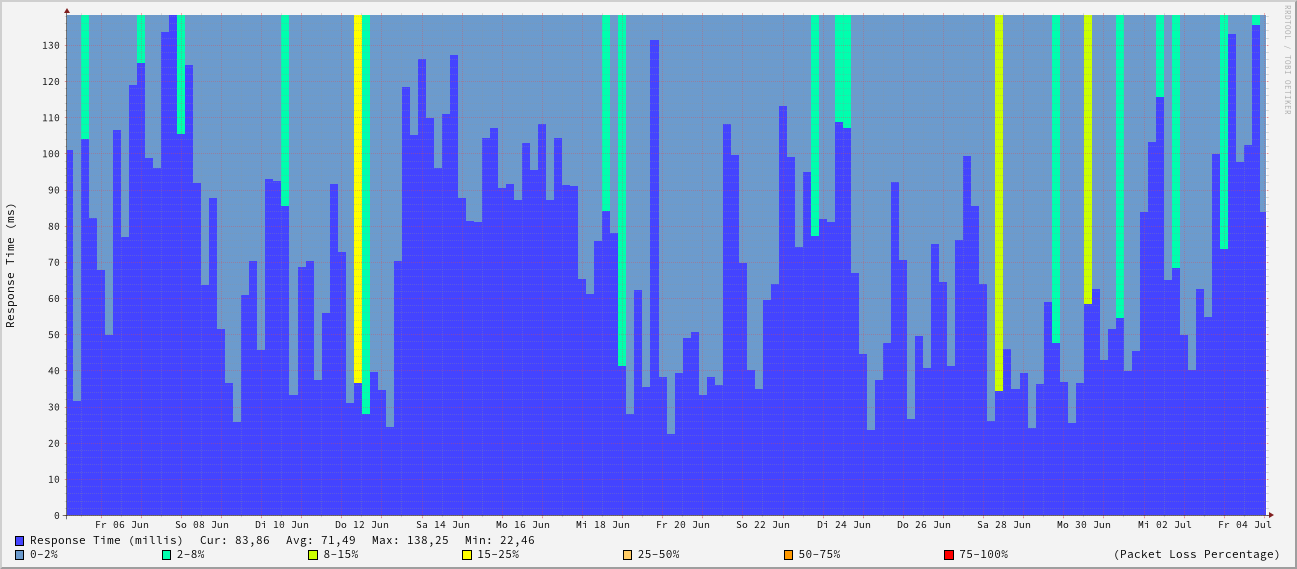 RRDTOOL / TOBI OETIKER
Response Time (ms)
130
120
110
100
90
80
70
60
50
40
30
20
10
0
Fr 06 Jun So 08 Jun Di 10 Jun Do 12 Jun Sa 14 Jun Mo 16 Jun Mi 18 Jun Fr 20 Jun So 22 Jun Di 24 Jun Do 26 Jun Sa 28 Jun Mo 30 Jun Mi 02 Jul Fr 04 Jul
Response Time (millis) Cur: 83,86 Avg: 71,49 Max: 138,25 Min: 22,46
0-2% 2-8% 8-15% 15-25% 25-50% 50-75% 75-100% (Packet Loss Percentage)